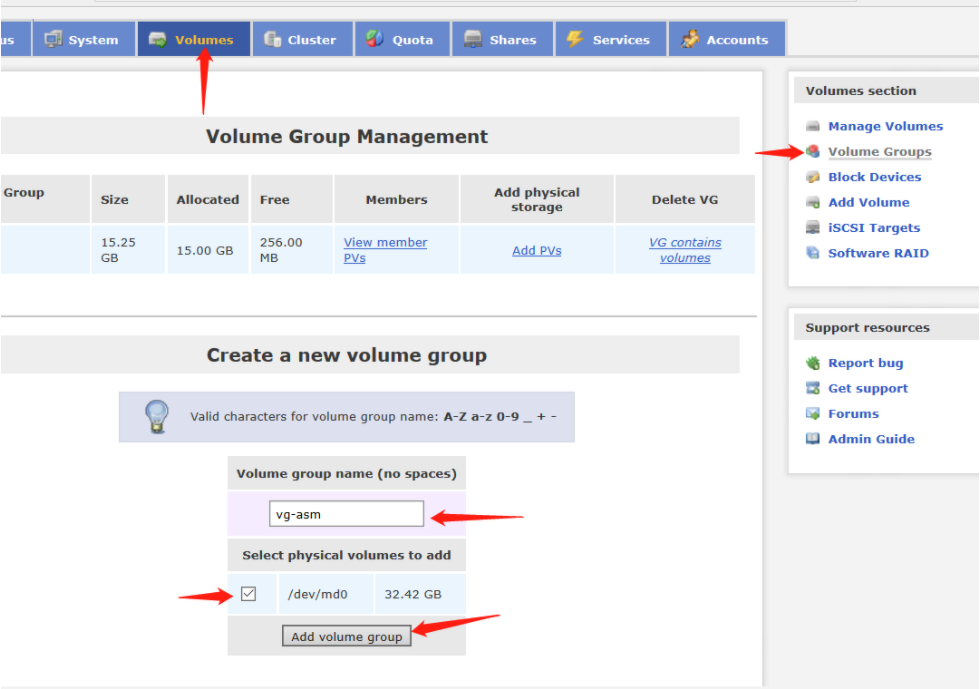 us System Volumes Cluster Quota Shares Services Accounts
Volume Group Management
Group Size Allocated Free Members Add physical storage Delete VG
15.25 GB 15.00 GB 256.00 MB View member PVs Add PVs VG contains volumes
Create a new volume group
Valid characters for volume group name: A-Z a-z 0-9 _ + -
Volume group name (no spaces)
vg-asm
Select physical volumes to add
/dev/md0 32.42 GB
Add volume group
Volumes section
Manage Volumes
Volume Groups
Block Devices
Add Volume
iSCSI Targets
Software RAID
Support resources
Report bug
Get support
Forums
Admin Guide